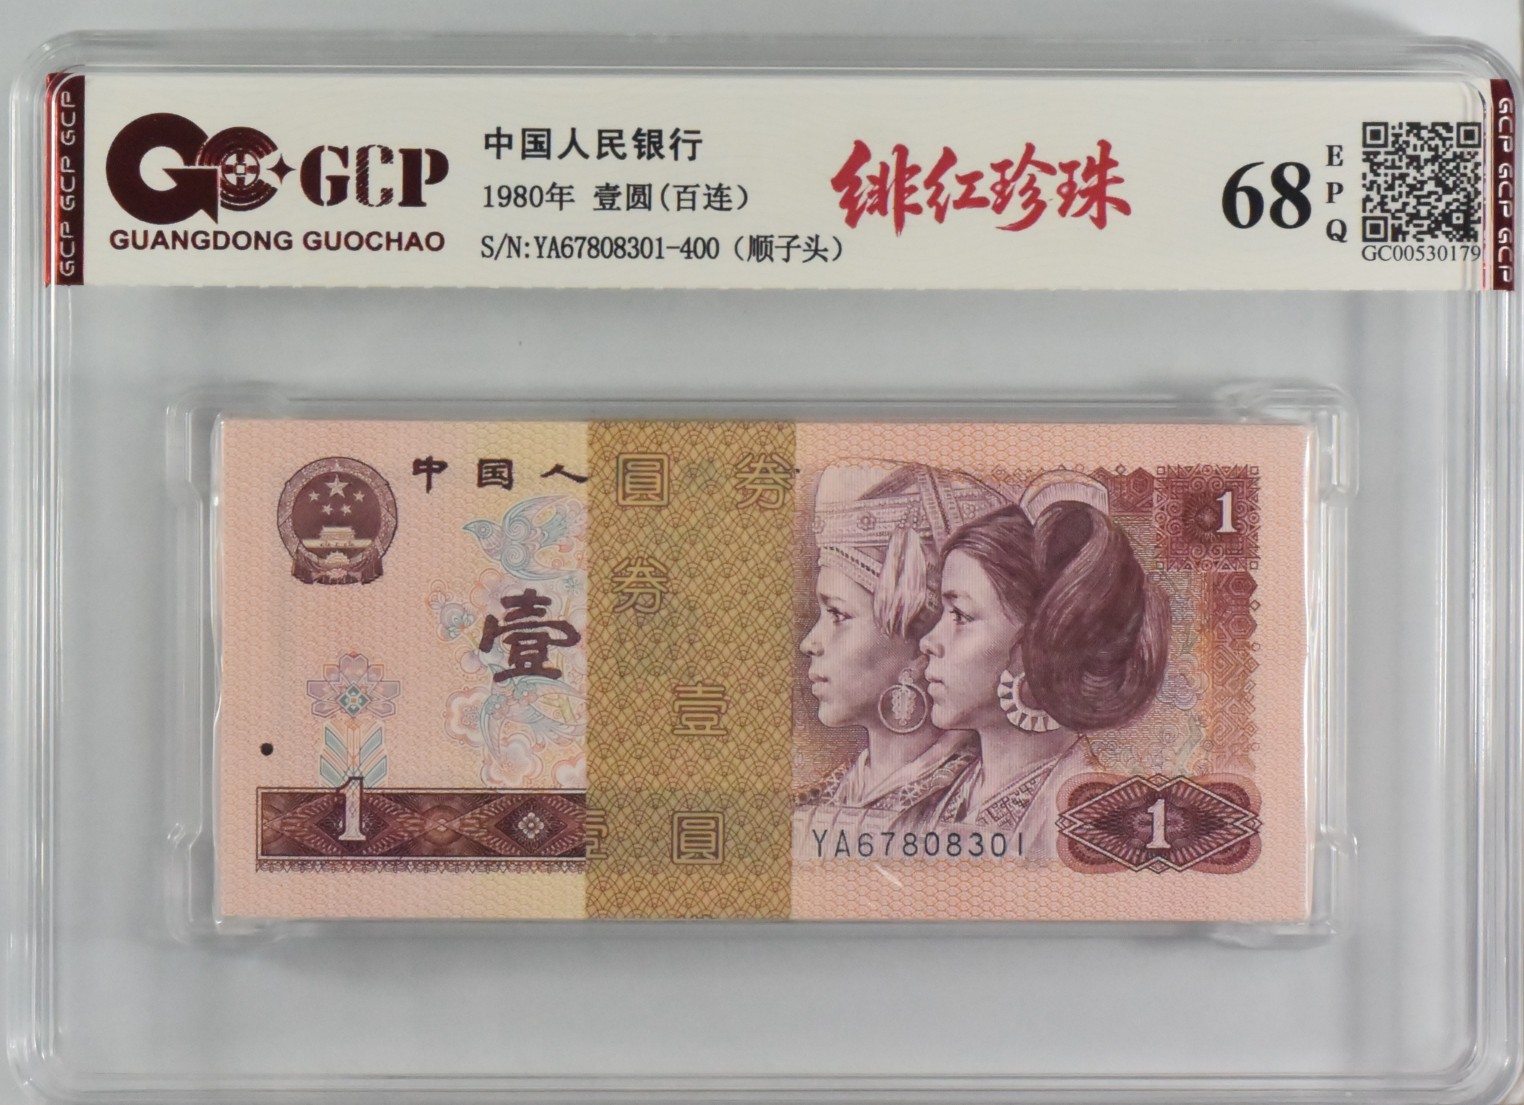 GCP GCP GCP
GCP
GUANGDONG GUOCHAO
中国人民银行
1980年 壹圆(百连)
S/N:YA67808301-400（顺子头）
绯红珍珠
68
EPQ
GC00530179
GCP GCP GCP
中国人
圆 券
券
壹
壹
壹 圆
1
1
YA67808301
1